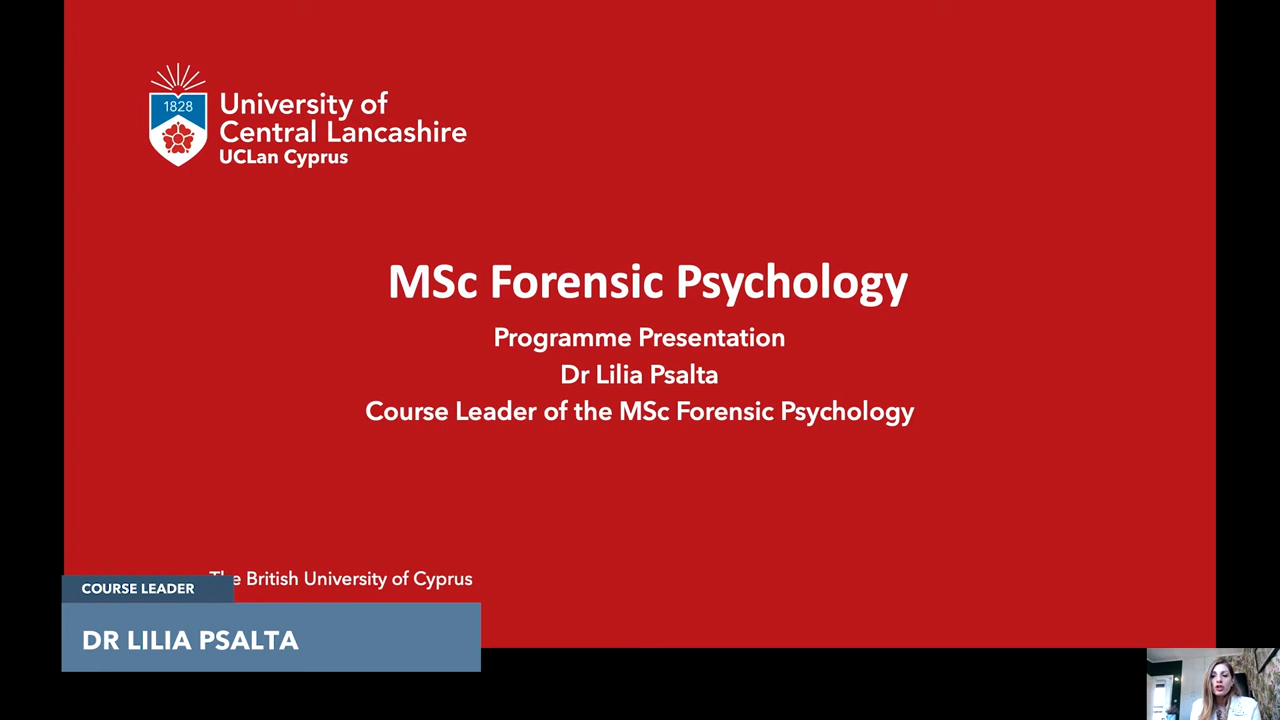 1828
University of
Central Lancashire
UCLan Cyprus
MSc Forensic Psychology
Programme Presentation
Dr Lilia Psalta
Course Leader of the MSc Forensic Psychology
The British University of Cyprus
COURSE LEADER
DR LILIA PSALTA